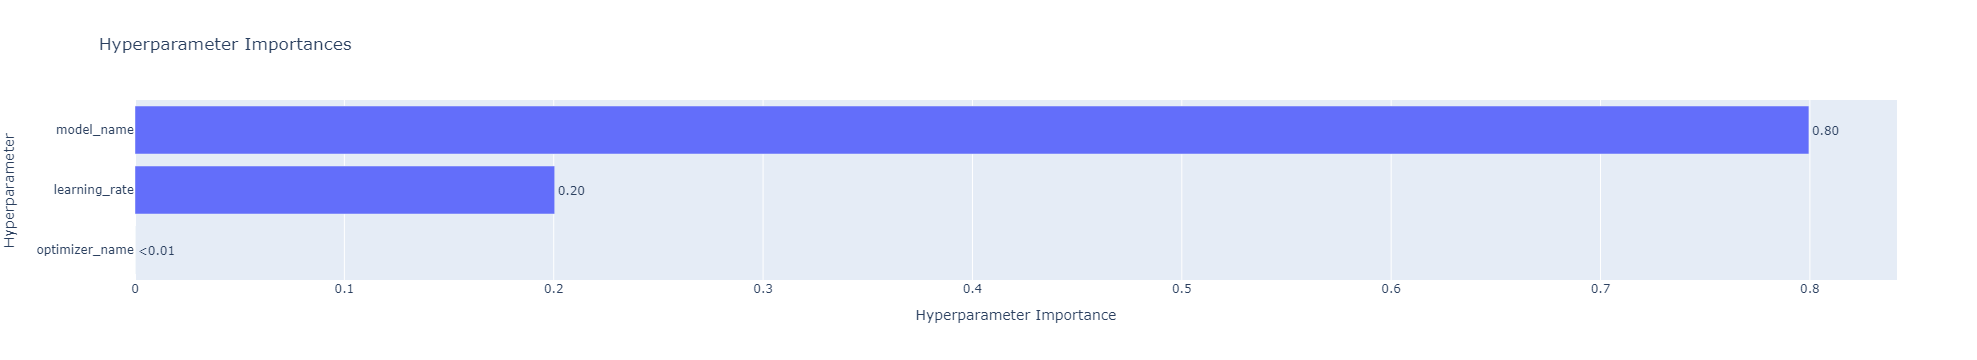 Hyperparameter Importances
Hyperparameter
model_name
0.80
learning_rate
0.20
optimizer_name
<0.01
0 0.1 0.2 0.3 0.4 0.5 0.6 0.7 0.8
Hyperparameter Importance